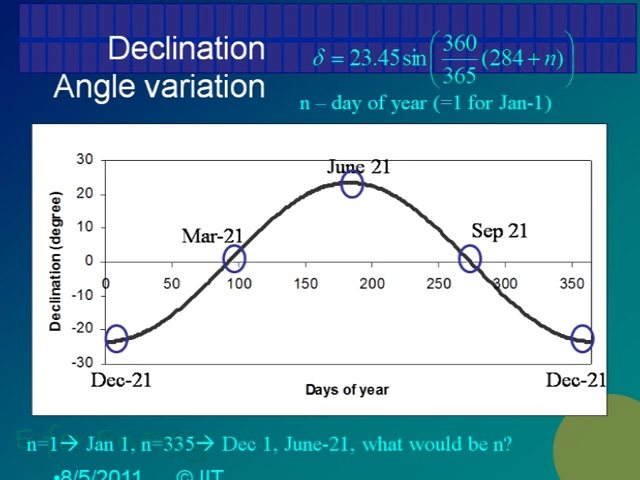 Declination
Angle variation
δ = 23.45 sin(360/365 (284 + n))
n – day of year (=1 for Jan-1)
30
20
10
0
-10
-20
-30
Declination (degree)
0 50 100 150 200 250 300 350
Days of year
June 21
Mar-21
Sep 21
Dec-21
Dec-21
n=1→ Jan 1, n=335→ Dec 1, June-21, what would be n?
•8/5/2011 © IIT